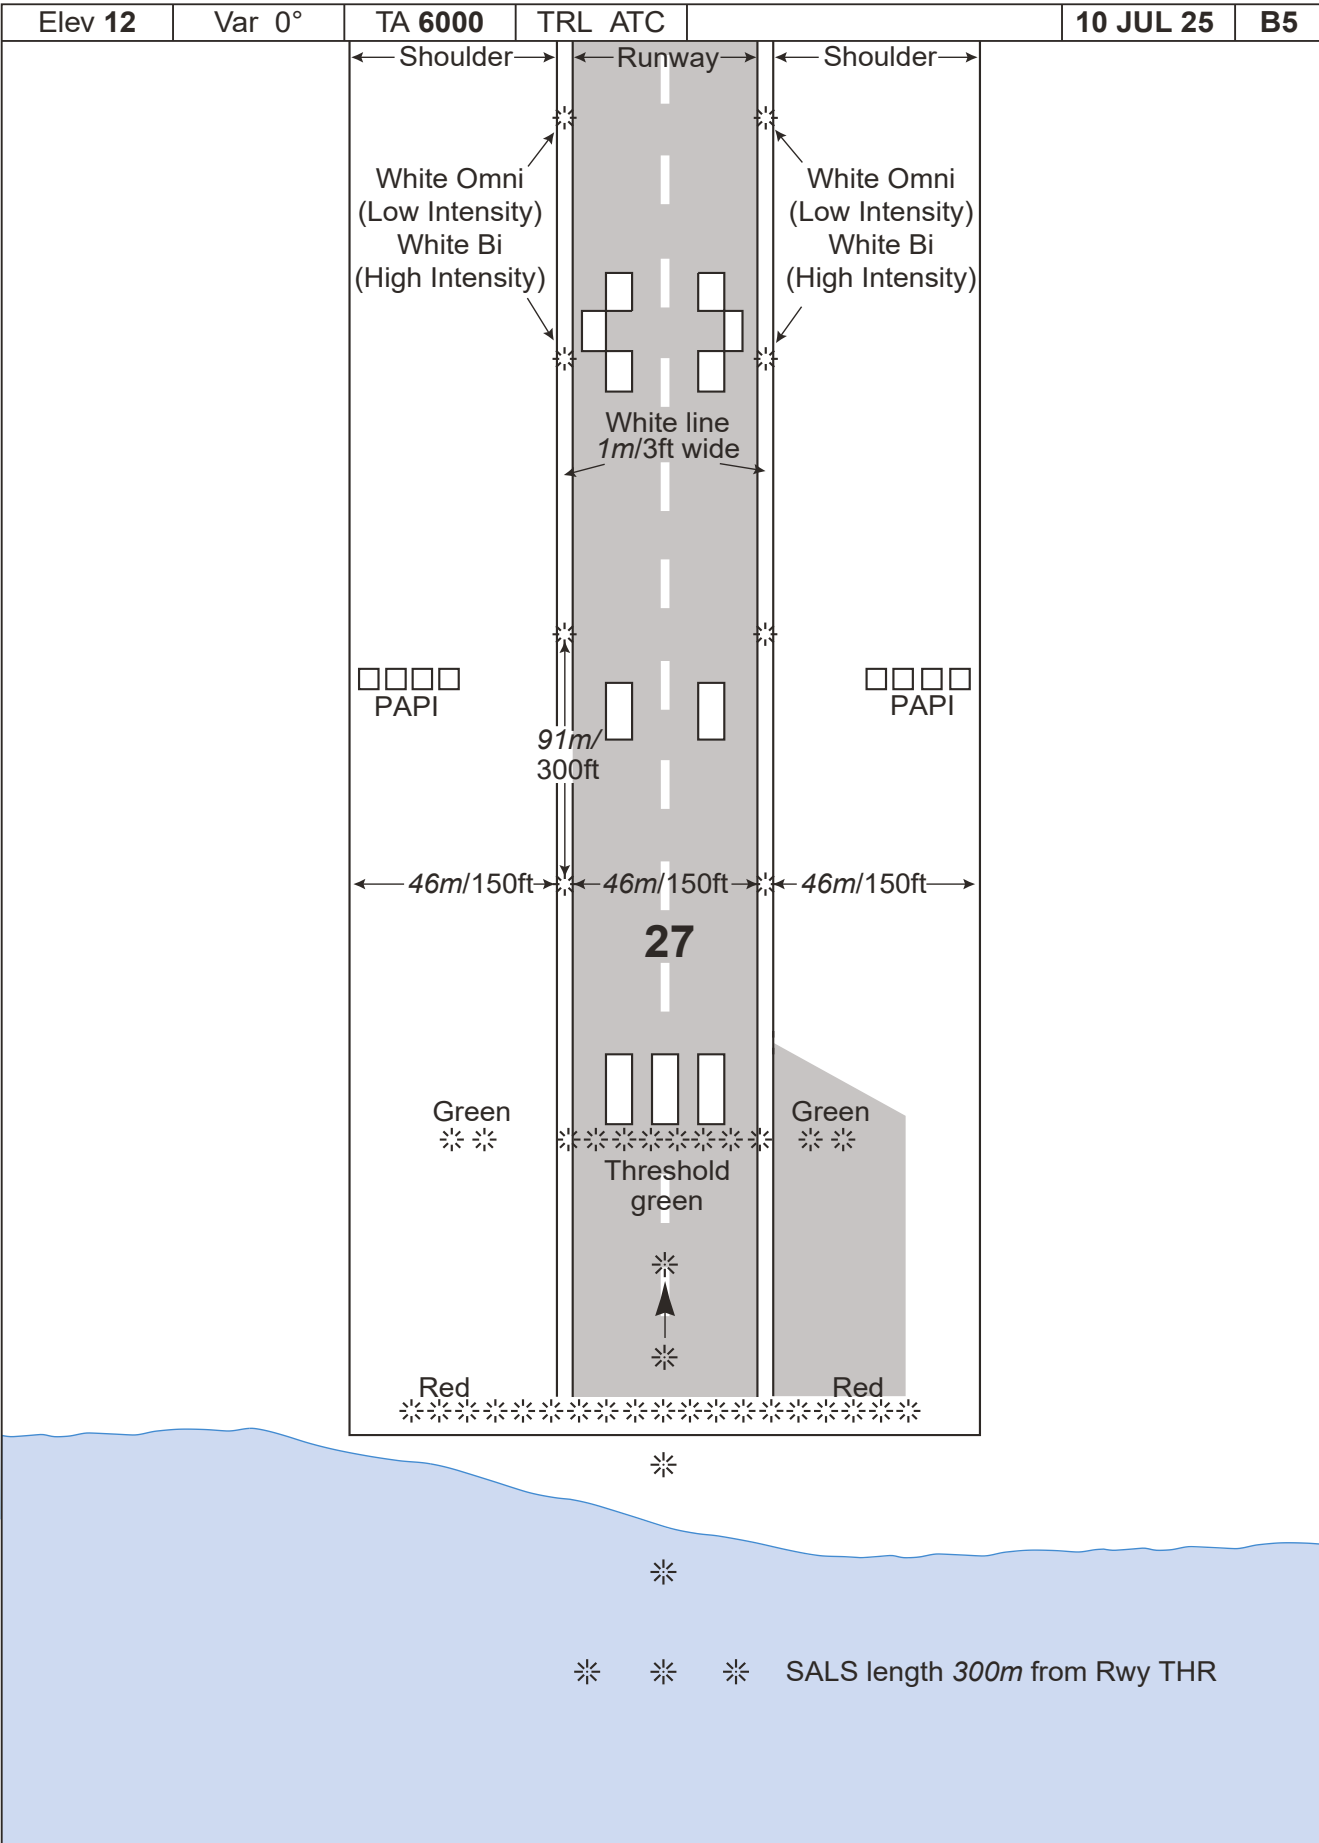 Elev 12 Var 0° TA 6000 TRL ATC 10 JUL 25 B5
Shoulder Runway Shoulder
White Omni
(Low Intensity)
White Bi
(High Intensity)
White Omni
(Low Intensity)
White Bi
(High Intensity)
White line
1m/3ft wide
PAPI
PAPI
91m/
300ft
46m/150ft 46m/150ft 46m/150ft
27
Green
Green
Threshold
green
Red
Red
SALS length 300m from Rwy THR